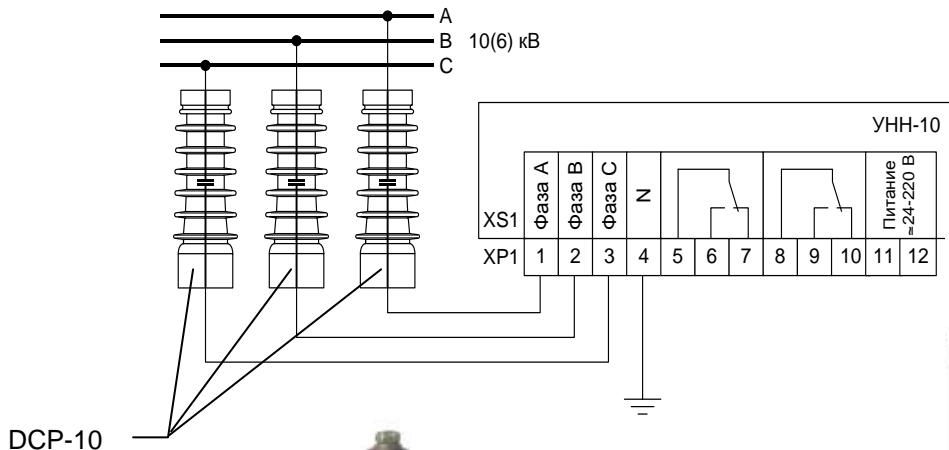 A
B 10(6) кВ
C
УНН-10
XS1
Фаза A
Фаза B
Фаза C
N
Питание
≃24-220 В
XP1 1 2 3 4 5 6 7 8 9 10 11 12
DCP-10